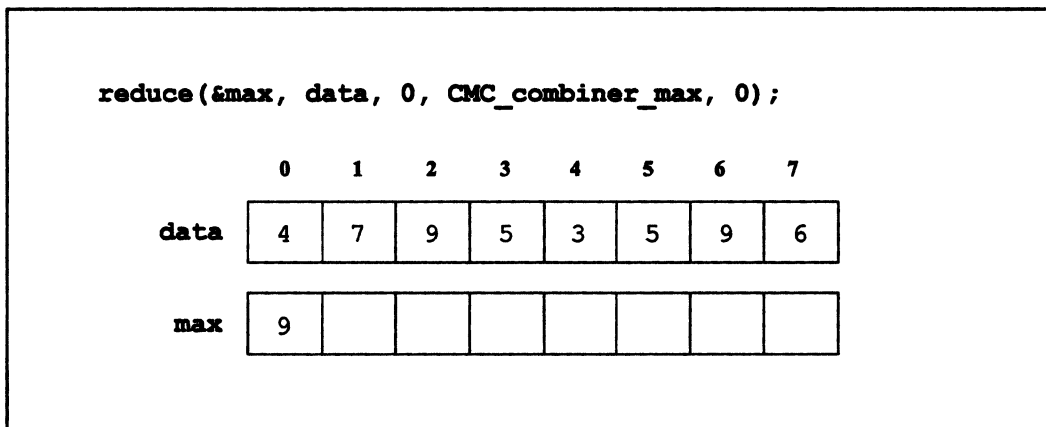 reduce(&max, data, 0, CMC_combiner_max, 0);
0 1 2 3 4 5 6 7
data 4 7 9 5 3 5 9 6
max 9